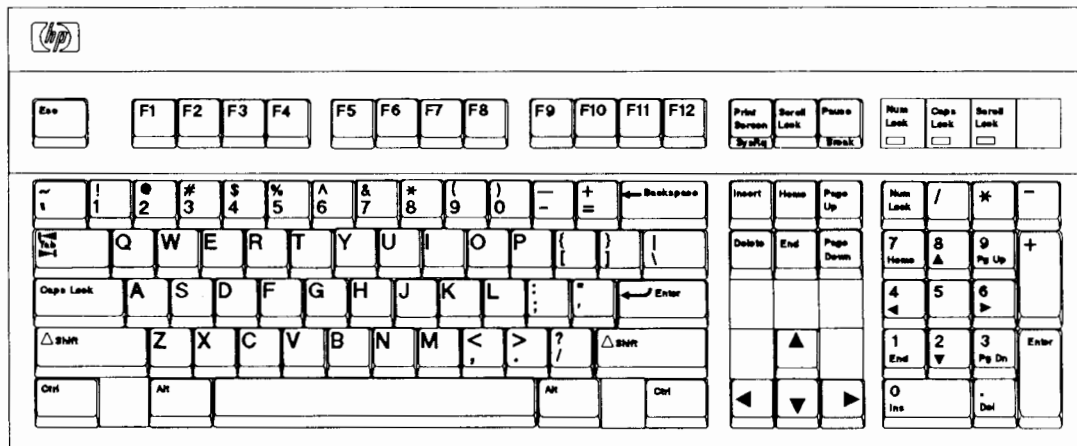 hp
Esc F1 F2 F3 F4 F5 F6 F7 F8 F9 F10 F11 F12 Print Screen SysRq Scroll Lock Pause Break Num Lock Caps Lock Scroll Lock
~ ` ! 1 @ 2 # 3 $ 4 % 5 ^ 6 & 7 * 8 ( 9 ) 0 — - + = Backspace Insert Home Page Up Num Lock / * -
Tab Q W E R T Y U I O P { [ } ] | \ Delete End Page Down 7 Home 8 ▲ 9 Pg Up +
Caps Lock A S D F G H J K L : ; " ' Enter 4 ◄ 5 6 ►
△ Shift Z X C V B N M < , > . ? / △ Shift ▲ 1 End 2 ▼ 3 Pg Dn Enter
Ctrl Alt Alt Ctrl ◄ ▼ ► 0 Ins . Del